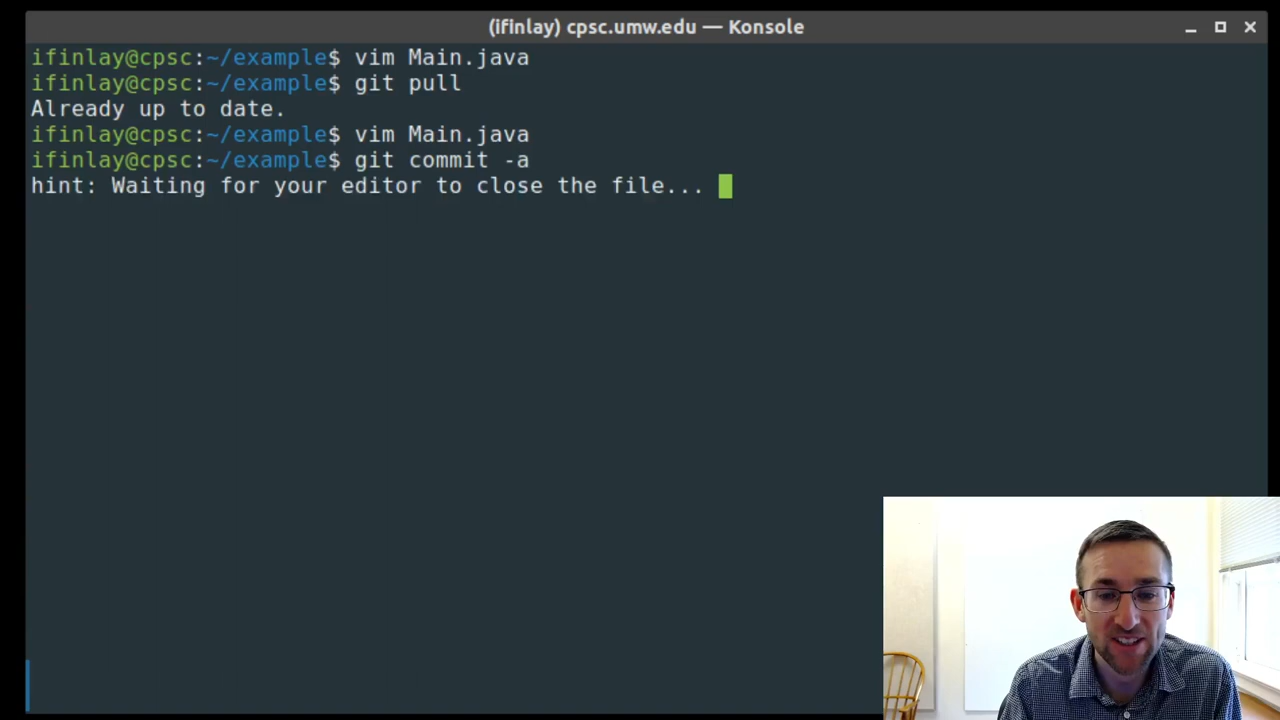 (ifinlay) cpsc.umw.edu — Konsole
ifinlay@cpsc:~/example$ vim Main.java
ifinlay@cpsc:~/example$ git pull
Already up to date.
ifinlay@cpsc:~/example$ vim Main.java
ifinlay@cpsc:~/example$ git commit -a
hint: Waiting for your editor to close the file...